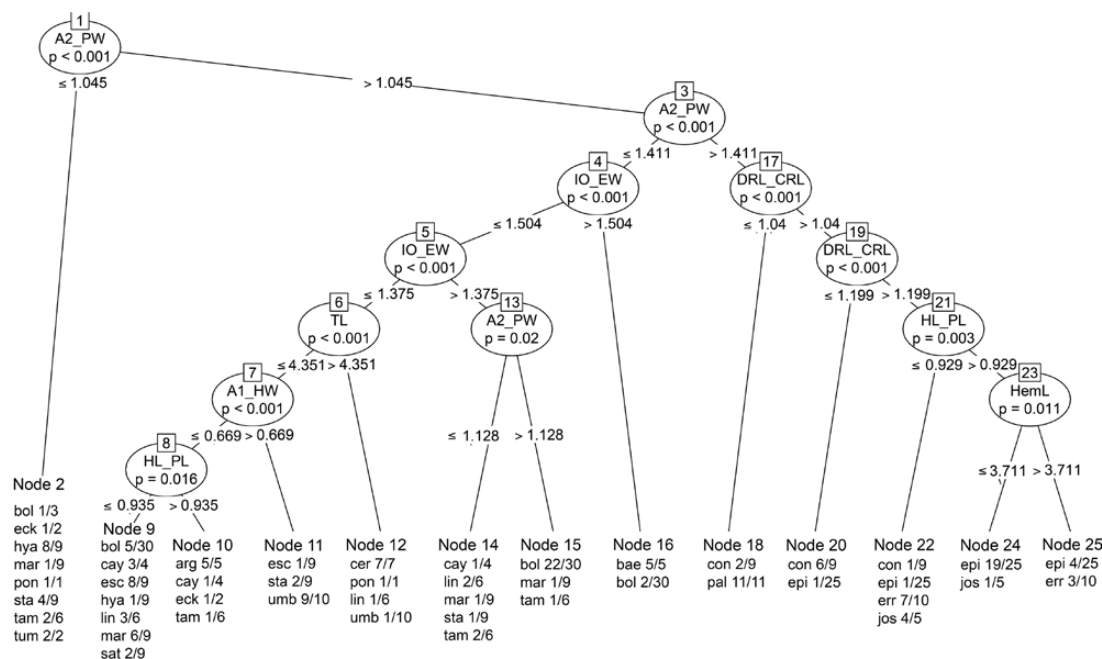 1
A2_PW
p < 0.001
≤ 1.045
> 1.045
3
A2_PW
p < 0.001
≤ 1.411
> 1.411
4
IO_EW
p < 0.001
17
DRL_CRL
p < 0.001
≤ 1.504
> 1.504
≤ 1.04
> 1.04
5
IO_EW
p < 0.001
19
DRL_CRL
p < 0.001
≤ 1.375
> 1.375
≤ 1.199
> 1.199
6
TL
p < 0.001
13
A2_PW
p = 0.02
21
HL_PL
p = 0.003
≤ 4.351
> 4.351
≤ 0.929
> 0.929
7
A1_HW
p < 0.001
23
HemL
p = 0.011
≤ 0.669
> 0.669
≤ 1.128
> 1.128
8
HL_PL
p = 0.016
≤ 3.711
> 3.711
≤ 0.935
> 0.935
Node 2
bol 1/3
eck 1/2
hya 8/9
mar 1/9
pon 1/1
sta 4/9
tam 2/6
tum 2/2
Node 9
bol 5/30
cay 3/4
esc 8/9
hya 1/9
lin 3/6
mar 6/9
sat 2/9
Node 10
arg 5/5
cay 1/4
eck 1/2
tam 1/6
Node 11
esc 1/9
sta 2/9
umb 9/10
Node 12
cer 7/7
pon 1/1
lin 1/6
umb 1/10
Node 14
cay 1/4
lin 2/6
mar 1/9
sta 1/9
tam 2/6
Node 15
bol 22/30
mar 1/9
tam 1/6
Node 16
bae 5/5
bol 2/30
Node 18
con 2/9
pal 11/11
Node 20
con 6/9
epi 1/25
Node 22
con 1/9
epi 1/25
err 7/10
jos 4/5
Node 24
epi 19/25
jos 1/5
Node 25
epi 4/25
err 3/10